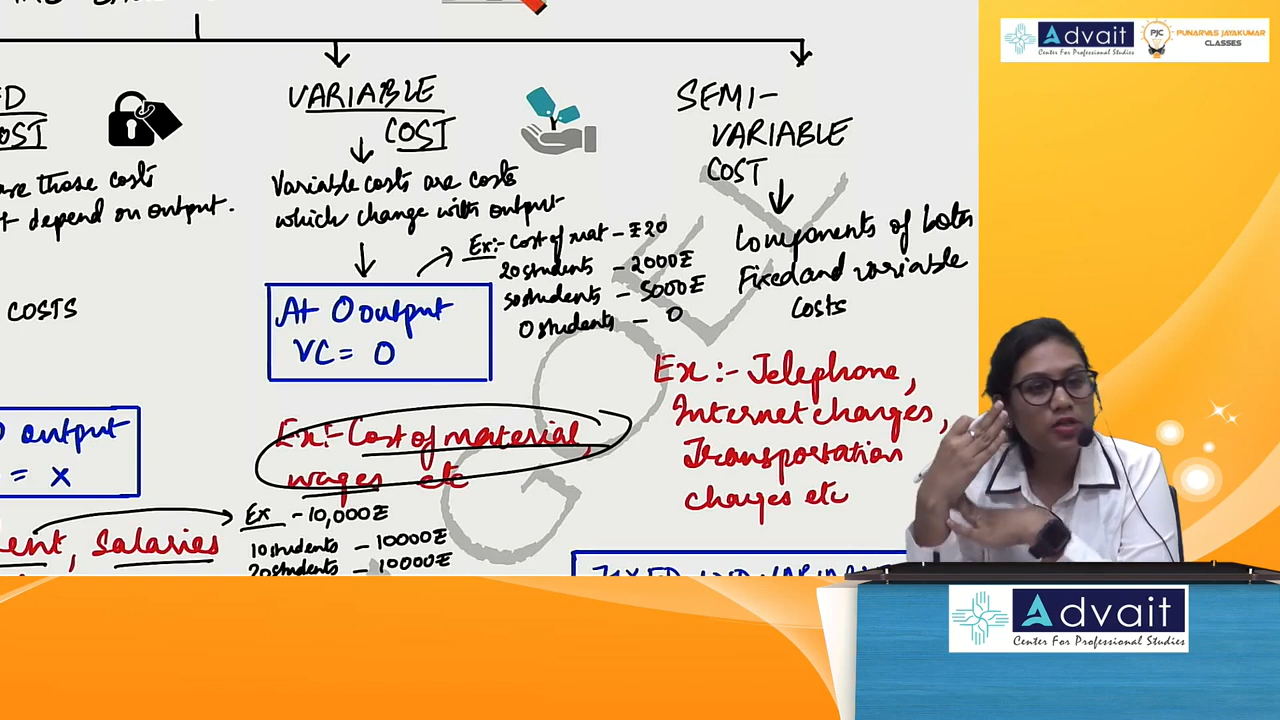 VARIABLE
COST
Variable costs are costs
which change with output
At 0 output
VC = 0
Ex:- Cost of mat - ₹20
20 students - 2000₹
50 students - 5000₹
0 students - 0
Ex:- Cost of material,
wages etc
SEMI-
VARIABLE
COST
Components of both
Fixed and variable
costs
Ex:- Telephone,
Internet charges,
Transportation
charges etc
ED
OST
are those costs
t depend on output.
COSTS
output
= x
ent, Salaries
Ex - 10,000₹
10 students - 10000₹
20 students - 10000₹
GOKEY
Advait
Center For Professional Studies
PJC
PUNARVAS JAYAKUMAR
CLASSES
Advait
Center For Professional Studies